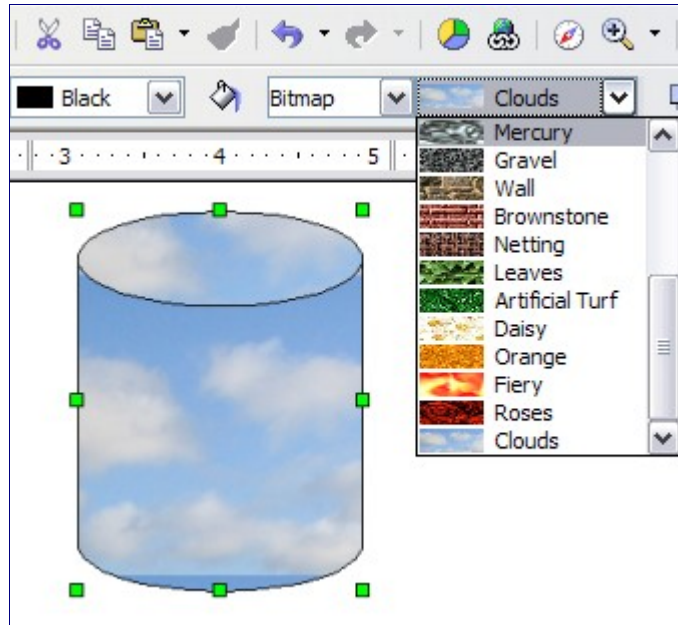 Black Bitmap Clouds
3 4 5
Mercury
Gravel
Wall
Brownstone
Netting
Leaves
Artificial Turf
Daisy
Orange
Fiery
Roses
Clouds